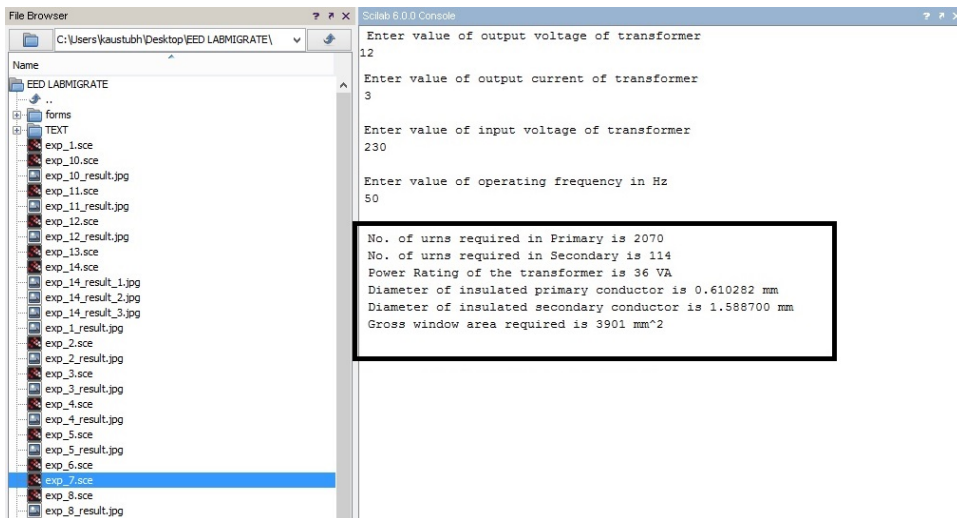 File Browser
C:\Users\kaustubh\Desktop\EED LABMIGRATE\
Name
EED LABMIGRATE
..
forms
TEXT
exp_1.sce
exp_10.sce
exp_10_result.jpg
exp_11.sce
exp_11_result.jpg
exp_12.sce
exp_12_result.jpg
exp_13.sce
exp_14.sce
exp_14_result_1.jpg
exp_14_result_2.jpg
exp_14_result_3.jpg
exp_1_result.jpg
exp_2.sce
exp_2_result.jpg
exp_3.sce
exp_3_result.jpg
exp_4.sce
exp_4_result.jpg
exp_5.sce
exp_5_result.jpg
exp_6.sce
exp_7.sce
exp_8.sce
exp_8_result.jpg
Scilab 6.0.0 Console
Enter value of output voltage of transformer
12
Enter value of output current of transformer
3
Enter value of input voltage of transformer
230
Enter value of operating frequency in Hz
50
No. of urns required in Primary is 2070
No. of urns required in Secondary is 114
Power Rating of the transformer is 36 VA
Diameter of insulated primary conductor is 0.610282 mm
Diameter of insulated secondary conductor is 1.588700 mm
Gross window area required is 3901 mm^2